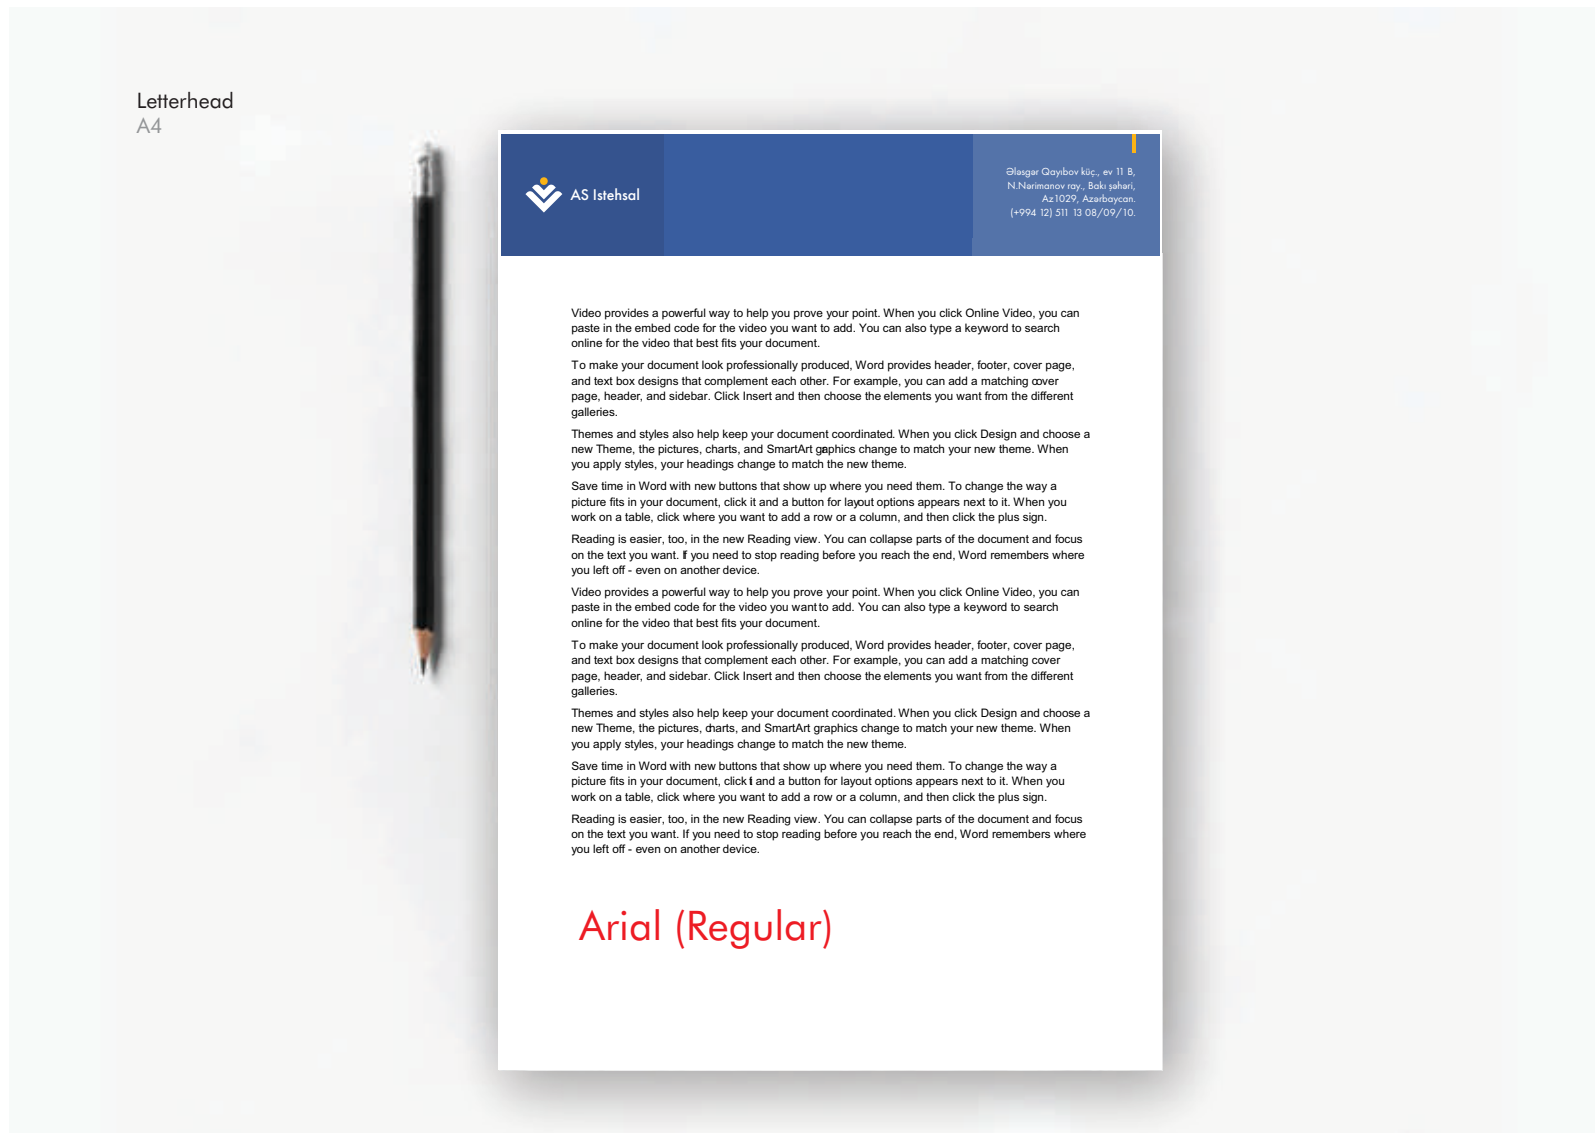 Letterhead
A4
AS Istehsal
Ələsgər Qayıbov küç., ev 11 B,
N.Nərimanov ray., Bakı şəhəri,
Az1029, Azərbaycan.
(+994 12) 511 13 08/09/10.
Video provides a powerful way to help you prove your point. When you click Online Video, you can
paste in the embed code for the video you want to add. You can also type a keyword to search
online for the video that best fits your document.
To make your document look professionally produced, Word provides header, footer, cover page,
and text box designs that complement each other. For example, you can add a matching cover
page, header, and sidebar. Click Insert and then choose the elements you want from the different
galleries.
Themes and styles also help keep your document coordinated. When you click Design and choose a
new Theme, the pictures, charts, and SmartArt graphics change to match your new theme. When
you apply styles, your headings change to match the new theme.
Save time in Word with new buttons that show up where you need them. To change the way a
picture fits in your document, click it and a button for layout options appears next to it. When you
work on a table, click where you want to add a row or a column, and then click the plus sign.
Reading is easier, too, in the new Reading view. You can collapse parts of the document and focus
on the text you want. If you need to stop reading before you reach the end, Word remembers where
you left off - even on another device.
Video provides a powerful way to help you prove your point. When you click Online Video, you can
paste in the embed code for the video you want to add. You can also type a keyword to search
online for the video that best fits your document.
To make your document look professionally produced, Word provides header, footer, cover page,
and text box designs that complement each other. For example, you can add a matching cover
page, header, and sidebar. Click Insert and then choose the elements you want from the different
galleries.
Themes and styles also help keep your document coordinated. When you click Design and choose a
new Theme, the pictures, charts, and SmartArt graphics change to match your new theme. When
you apply styles, your headings change to match the new theme.
Save time in Word with new buttons that show up where you need them. To change the way a
picture fits in your document, click it and a button for layout options appears next to it. When you
work on a table, click where you want to add a row or a column, and then click the plus sign.
Reading is easier, too, in the new Reading view. You can collapse parts of the document and focus
on the text you want. If you need to stop reading before you reach the end, Word remembers where
you left off - even on another device.
Arial (Regular)